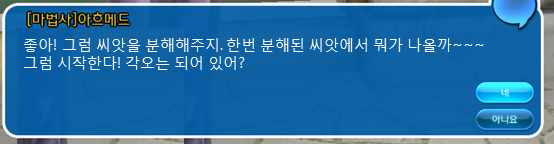 [마법사]아흐메드
좋아! 그럼 씨앗을 분해해주지. 한번 분해된 씨앗에서 뭐가 나올까~~~
그럼 시작한다! 각오는 되어 있어?
네
아니요